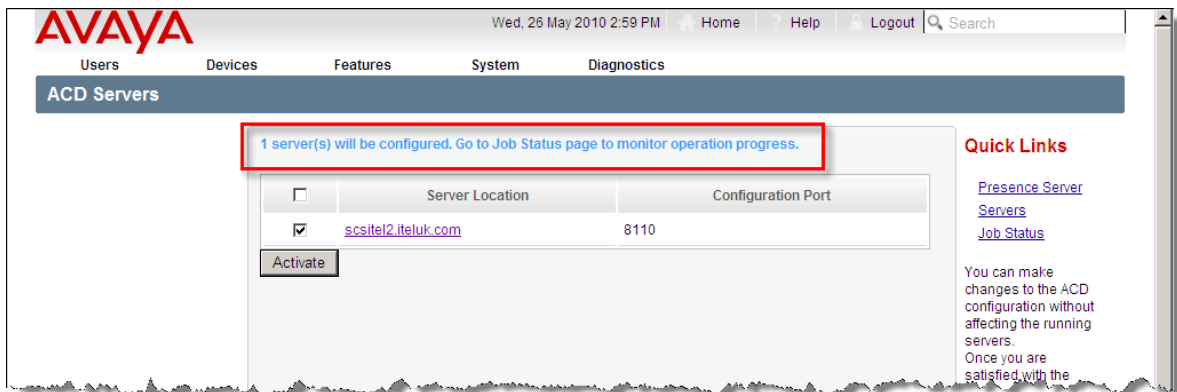 AVAYA
Wed, 26 May 2010 2:59 PM Home ? Help Logout Search
Users Devices Features System Diagnostics
ACD Servers
1 server(s) will be configured. Go to Job Status page to monitor operation progress.
Server Location Configuration Port
scsitel2.iteluk.com 8110
Activate
Quick Links
Presence Server
Servers
Job Status
You can make
changes to the ACD
configuration without
affecting the running
servers.
Once you are
satisfied with the